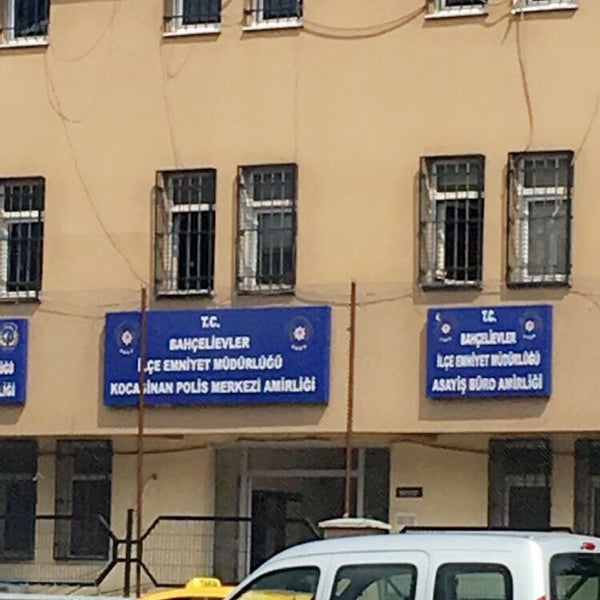 T.C.
BAHÇELİEVLER
İLÇE EMNİYET MÜDÜRLÜĞÜ
KOCASİNAN POLİS MERKEZİ AMİRLİĞİ
T.C.
BAHÇELİEVLER
İLÇE EMNİYET MÜDÜRLÜĞÜ
ASAYİŞ BÜRO AMİRLİĞİ
TAKSİ